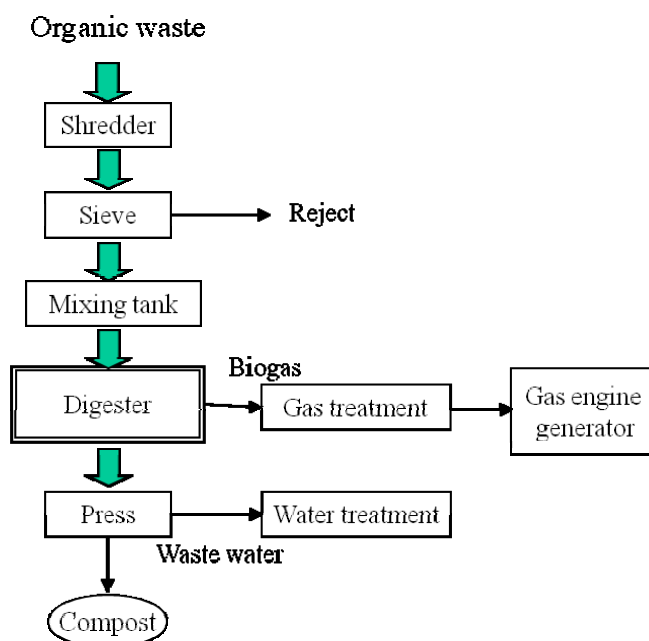 Organic waste
Shredder
Sieve
Reject
Mixing tank
Biogas
Digester
Gas treatment
Gas engine
generator
Press
Water treatment
Waste water
Compost